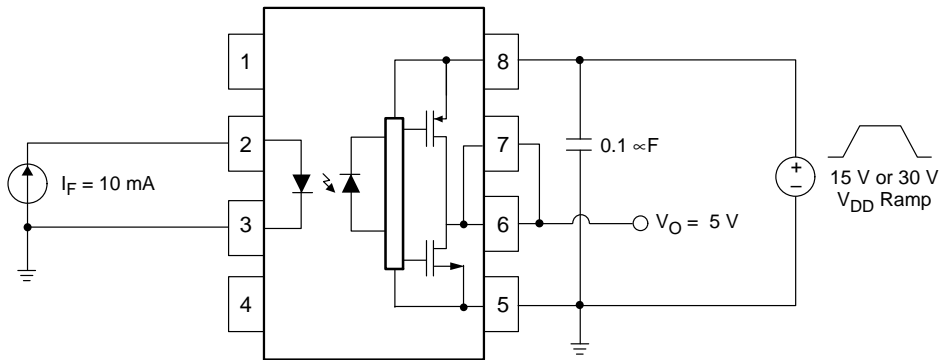 1
8
2
7
0.1 ∝F
I_F = 10 mA
+
−
15 V or 30 V
V_DD Ramp
3
6
V_O = 5 V
4
5